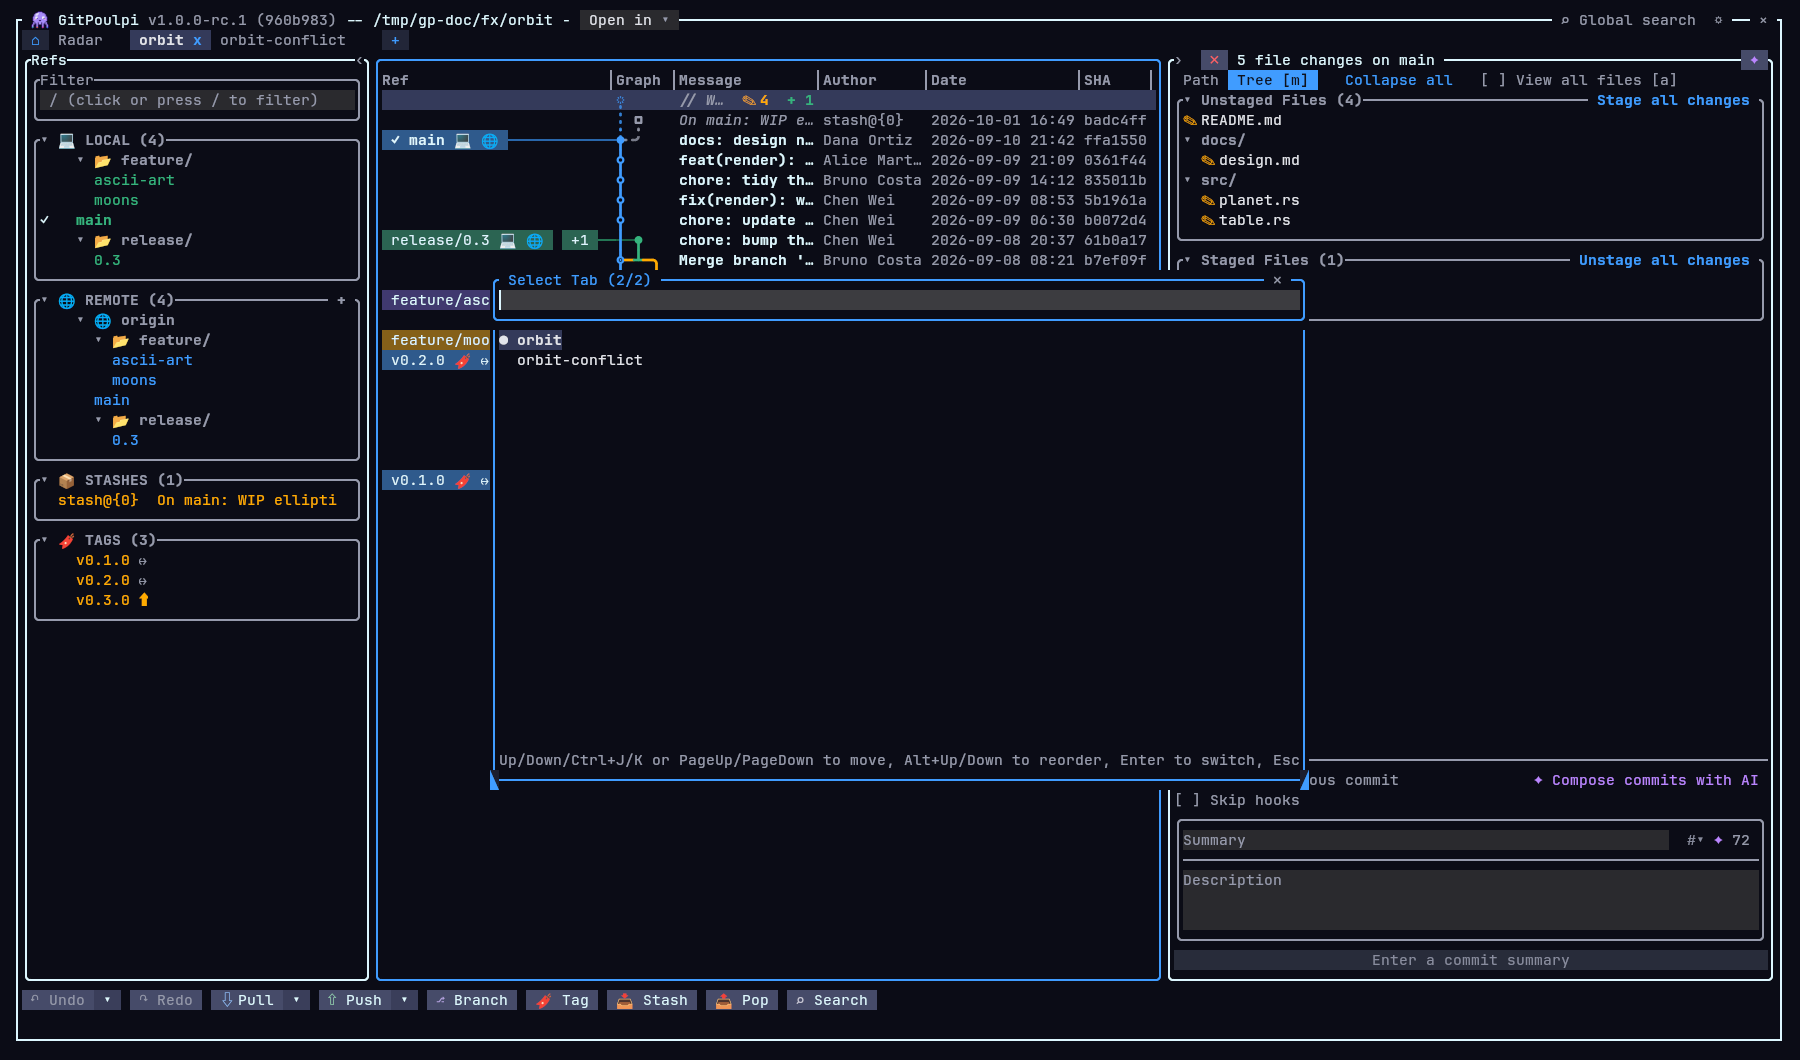 GitPoulpi v1.0.0-rc.1 (960b983) —— /tmp/gp-doc/fx/orbit - Open in ▾ ⌕ Global search ⚙ — ×
⌂ Radar orbit x orbit-conflict +
Refs
Filter
/ (click or press / to filter)
▾ LOCAL (4)
▾ feature/
ascii-art
moons
✓ main
▾ release/
0.3
▾ REMOTE (4) +
▾ origin
▾ feature/
ascii-art
moons
main
▾ release/
0.3
▾ STASHES (1)
stash@{0} On main: WIP ellipti
▾ TAGS (3)
v0.1.0 ⇔
v0.2.0 ⇔
v0.3.0 ⬆
Ref Graph Message Author Date SHA
// W… ✎ 4 + 1
On main: WIP e… stash@{0} 2026-10-01 16:49 badc4ff
✓ main docs: design n… Dana Ortiz 2026-09-10 21:42 ffa1550
feat(render): … Alice Mart… 2026-09-09 21:09 0361f44
chore: tidy th… Bruno Costa 2026-09-09 14:12 835011b
fix(render): w… Chen Wei 2026-09-09 08:53 5b1961a
chore: update … Chen Wei 2026-09-09 06:30 b0072d4
release/0.3 +1 chore: bump th… Chen Wei 2026-09-08 20:37 61b0a17
Merge branch '… Bruno Costa 2026-09-08 08:21 b7ef09f
feature/asc
feature/moo
v0.2.0 ⇔
v0.1.0 ⇔
Select Tab (2/2) ×
● orbit
orbit-conflict
Up/Down/Ctrl+J/K or PageUp/PageDown to move, Alt+Up/Down to reorder, Enter to switch, Esc
› ✕ 5 file changes on main ✦
Path Tree [m] Collapse all [ ] View all files [a]
▾ Unstaged Files (4) Stage all changes
✎ README.md
▾ docs/
✎ design.md
▾ src/
✎ planet.rs
✎ table.rs
▾ Staged Files (1) Unstage all changes
ous commit ✦ Compose commits with AI
[ ] Skip hooks
Summary #▾ ✦ 72
Description
Enter a commit summary
↶ Undo ▾ ↷ Redo ⇩ Pull ▾ ⇧ Push ▾ Branch Tag Stash Pop ⌕ Search